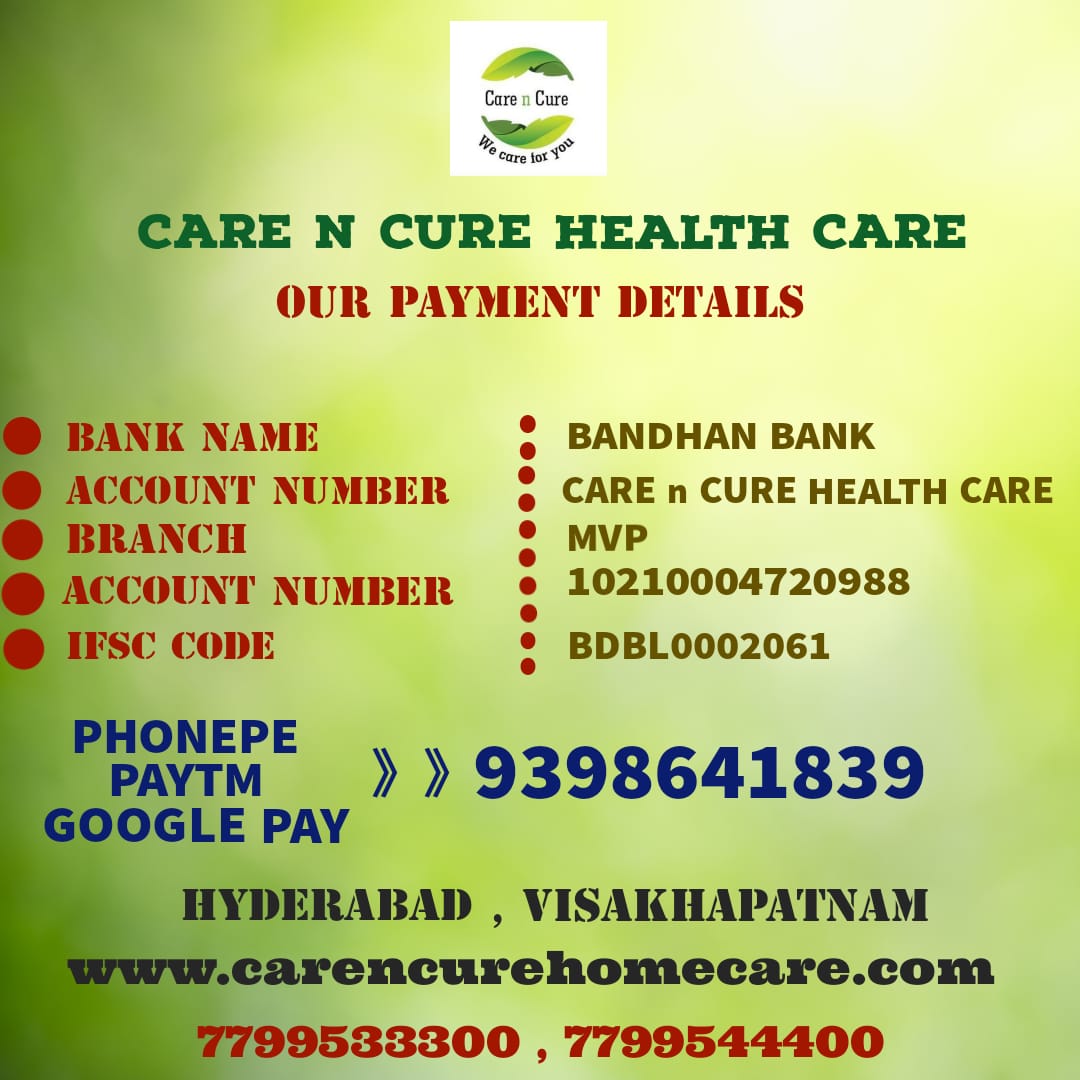 Care n Cure
We care for you
CARE N CURE HEALTH CARE
OUR PAYMENT DETAILS
BANK NAME : BANDHAN BANK
ACCOUNT NUMBER : CARE n CURE HEALTH CARE
BRANCH : MVP
ACCOUNT NUMBER : 10210004720988
IFSC CODE : BDBL0002061
PHONEPE
PAYTM 》 》 9398641839
GOOGLE PAY
HYDERABAD , VISAKHAPATNAM
www.carencurehomecare.com
7799533300 , 7799544400